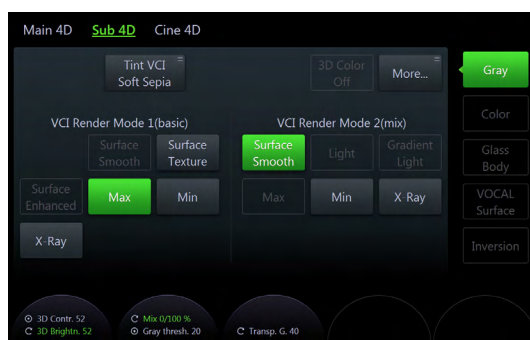 Main 4D Sub 4D Cine 4D
Tint VCI
Soft Sepia
3D Color
Off
More...
Gray
Color
Glass
Body
VOCAL
Surface
Inversion
VCI Render Mode 1(basic)
Surface
Smooth
Surface
Texture
Surface
Enhanced
Max
Min
X-Ray
VCI Render Mode 2(mix)
Surface
Smooth
Light
Gradient
Light
Max
Min
X-Ray
3D Contr. 52
3D Brightn. 52
Mix 0/100 %
Gray thresh. 20
Transp. G. 40